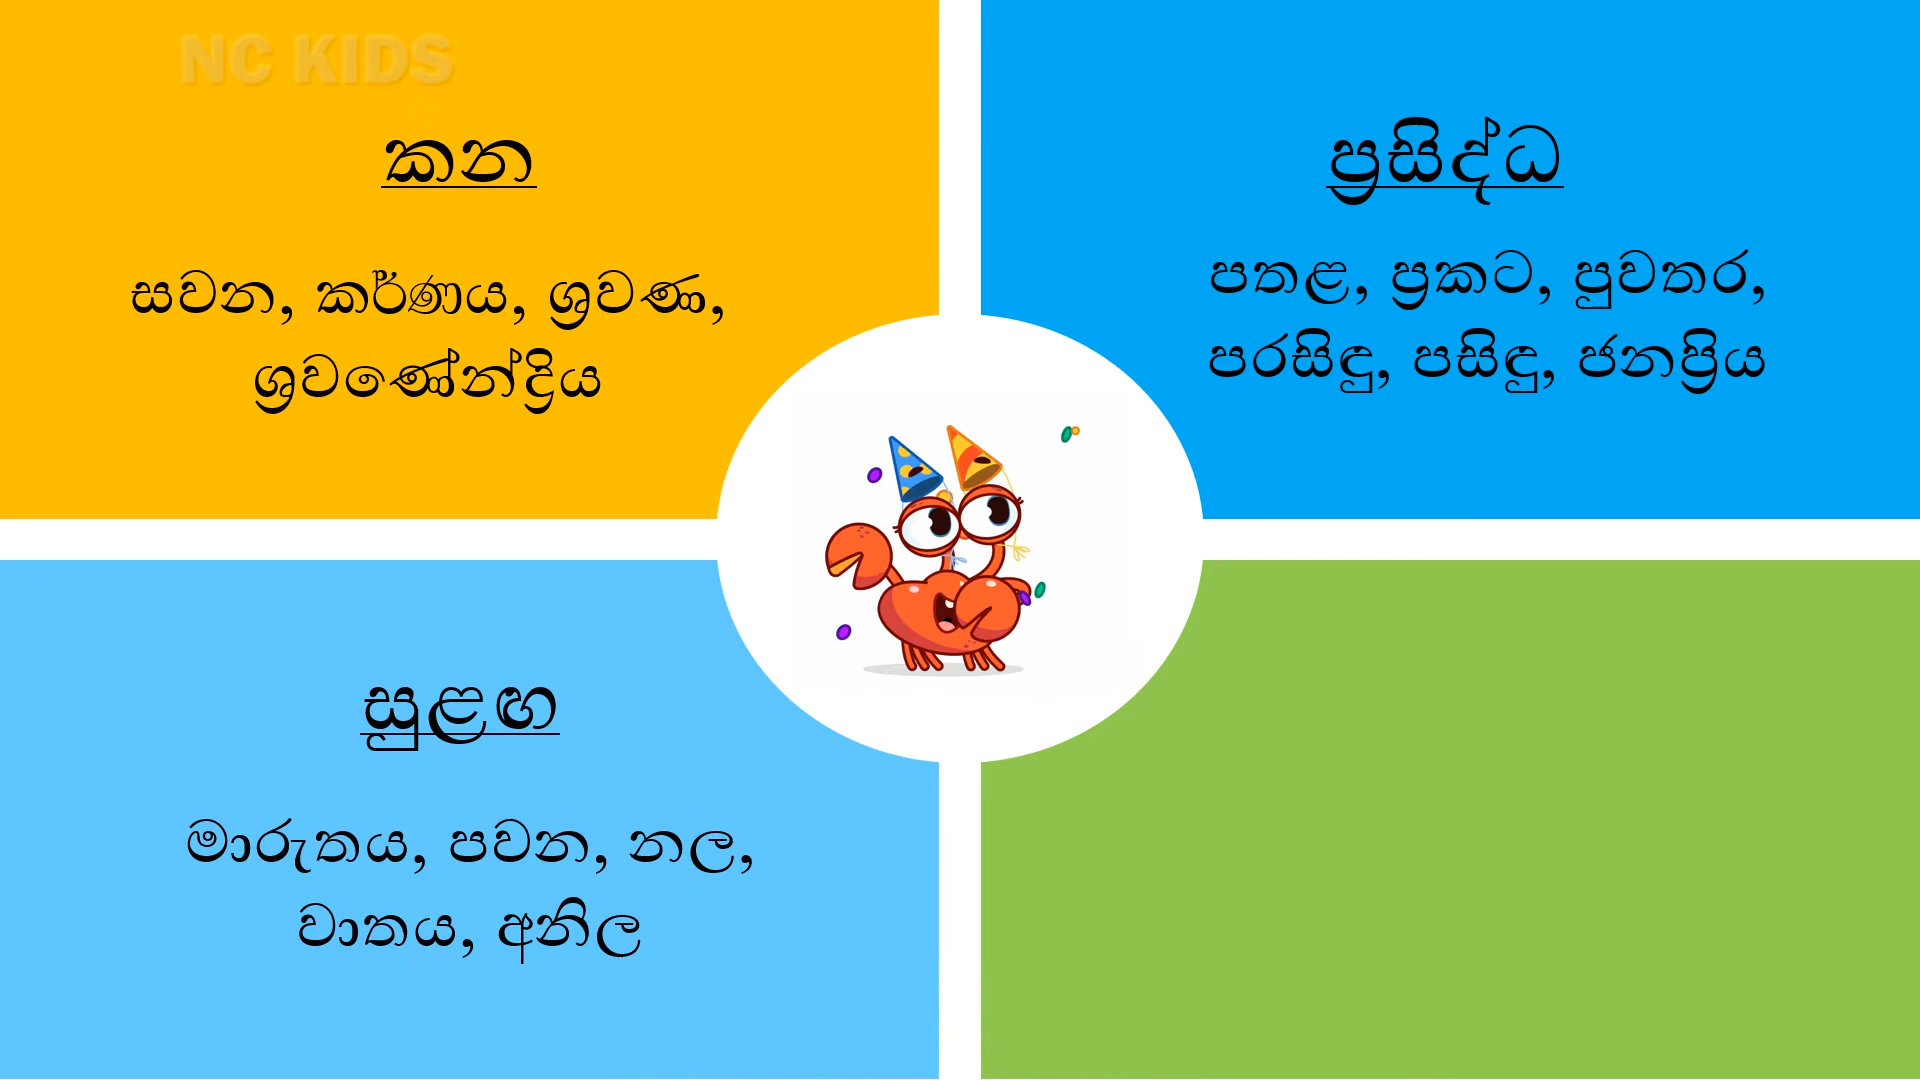 NC KIDS
කන
සවන, කර්ණය, ශ්‍රවණ,
ශ්‍රවණේන්ද්‍රිය
ප්‍රසිද්ධ
පතළ, ප්‍රකට, පුවතර,
පරසිඳු, පසිඳු, ජනප්‍රිය
සුළඟ
මාරුතය, පවන, නල,
වාතය, අනිල